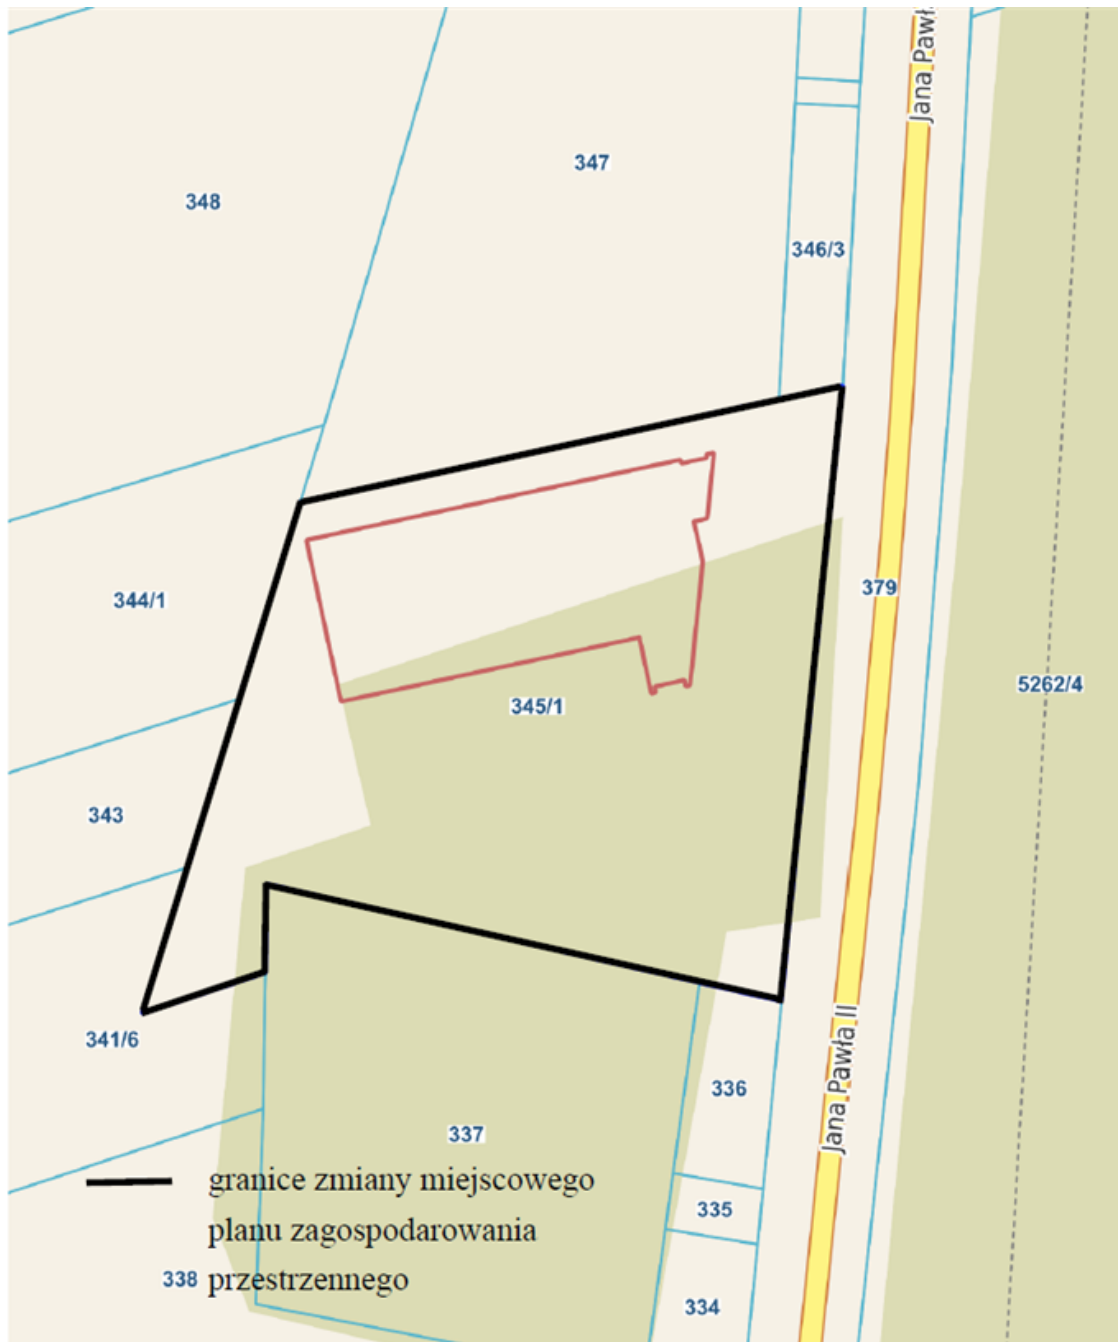 Jana Pawł
347
348
346/3
379
344/1
5262/4
345/1
343
341/6
Jana Pawła II
336
337
granice zmiany miejscowego
335
planu zagospodarowania
338 przestrzennego
334